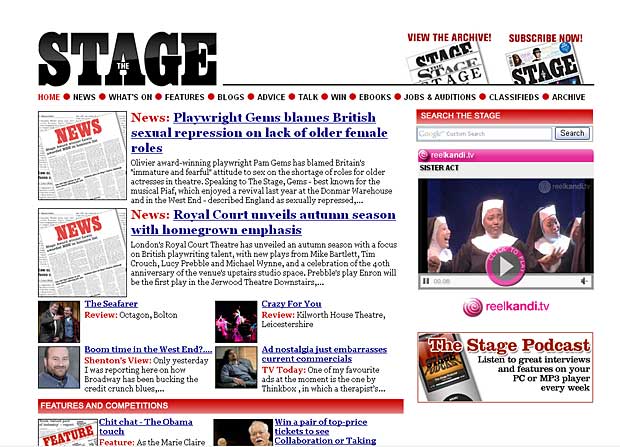 THE
STAGE
VIEW THE ARCHIVE!
SUBSCRIBE NOW!
STAGE
STAGE
HOME NEWS WHAT'S ON FEATURES BLOGS ADVICE TALK WIN EBOOKS JOBS & AUDITIONS CLASSIFIEDS ARCHIVE
NEWS
News: Playwright Gems blames British
sexual repression on lack of older female
roles
Olivier award-winning playwright Pam Gems has blamed Britain's
"immature and fearful" attitude to sex on the shortage of roles for older
actresses in theatre. Speaking to The Stage, Gems - best known for the
musical Piaf, which enjoyed a revival last year at the Donmar Warehouse
and in the West End - described England as sexually repressed,...
NEWS
News: Royal Court unveils autumn season
with homegrown emphasis
London's Royal Court Theatre has unveiled an autumn season with a focus
on British playwriting talent, with new plays from Mike Bartlett, Tim
Crouch, Lucy Prebble and Michael Wynne, and a celebration of the 40th
anniversary of the venue's upstairs studio space. Prebble's play Enron will
be the first play in the Jerwood Theatre Downstairs,...
The Seafarer
Review: Octagon, Bolton
Crazy For You
Review: Kilworth House Theatre,
Leicestershire
Boom time in the West End?....
Shenton's View: Only yesterday
I was reporting here on how
Broadway has been bucking the
credit crunch blues,...
Ad nostalgia just embarrasses
current commercials
TV Today: One of my favourite
ads at the moment is the one by
Thinkbox , in which a therapist's...
FEATURES AND COMPETITIONS
FEATURE
Chit chat - The Obama
touch
Feature: As the Marie Claire
Win a pair of top-price
tickets to see
Collaboration or Taking
SEARCH THE STAGE
Google Custom Search
Search
reelkandi.tv
SISTER ACT
reelkandi.tv
CLICK TO PLAY
00:00
reelkandi.tv
The Stage Podcast
Listen to great interviews
and features on your
PC or MP3 player
every week